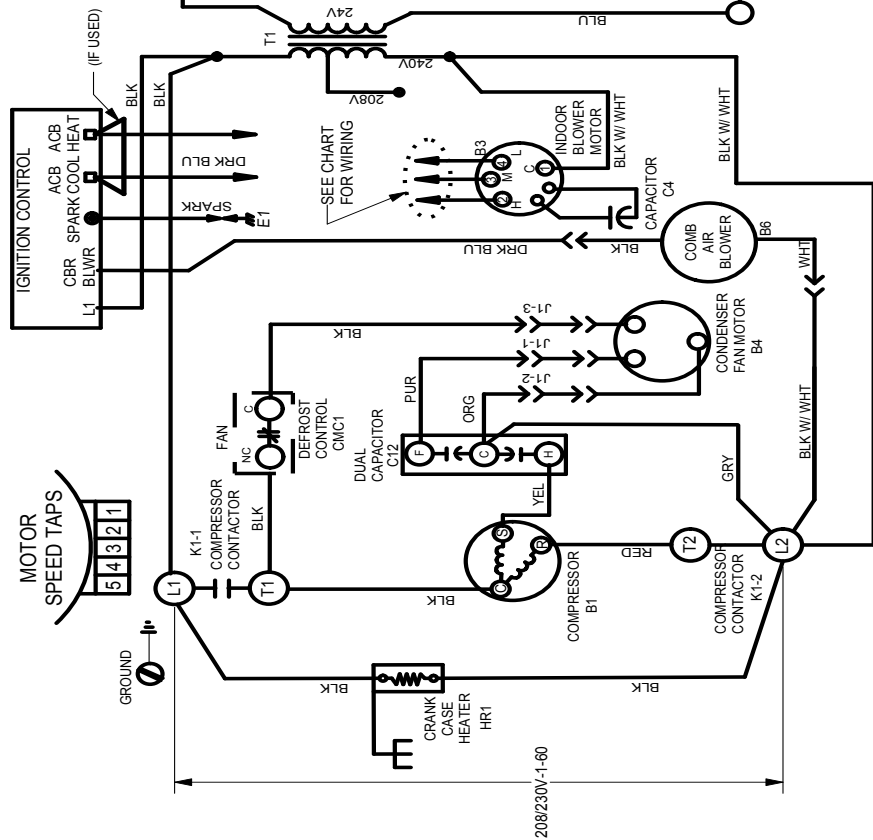 IGNITION CONTROL
L1
CBR
BLWR
SPARK
ACB
COOL
ACB
HEAT
(IF USED)
BLK
BLK
SPARK
E1
DRK BLU
DRK BLU
24V
T1
240V
208V
BLU
MOTOR
SPEED TAPS
5 4 3 2 1
GROUND
L1
K1-1
COMPRESSOR
CONTACTOR
T1
BLK
FAN
NC
C
DEFROST
CONTROL
CMC1
BLK
SEE CHART
FOR WIRING
B3
2
3
4
H
M
L
C
1
INDOOR
BLOWER
MOTOR
BLK W/ WHT
CAPACITOR
C4
BLK W/ WHT
DUAL
CAPACITOR
C12
F
C
H
PUR
ORG
YEL
J1-3
J1-1
J1-2
CONDENSER
FAN MOTOR
B4
BLK
COMB
AIR
BLOWER
B6
WHT
BLK W/ WHT
GRY
BLK
C
S
R
COMPRESSOR
B1
RED
T2
COMPRESSOR
CONTACTOR
K1-2
L2
BLK
CRANK
CASE
HEATER
HR1
BLK
208/230V-1-60